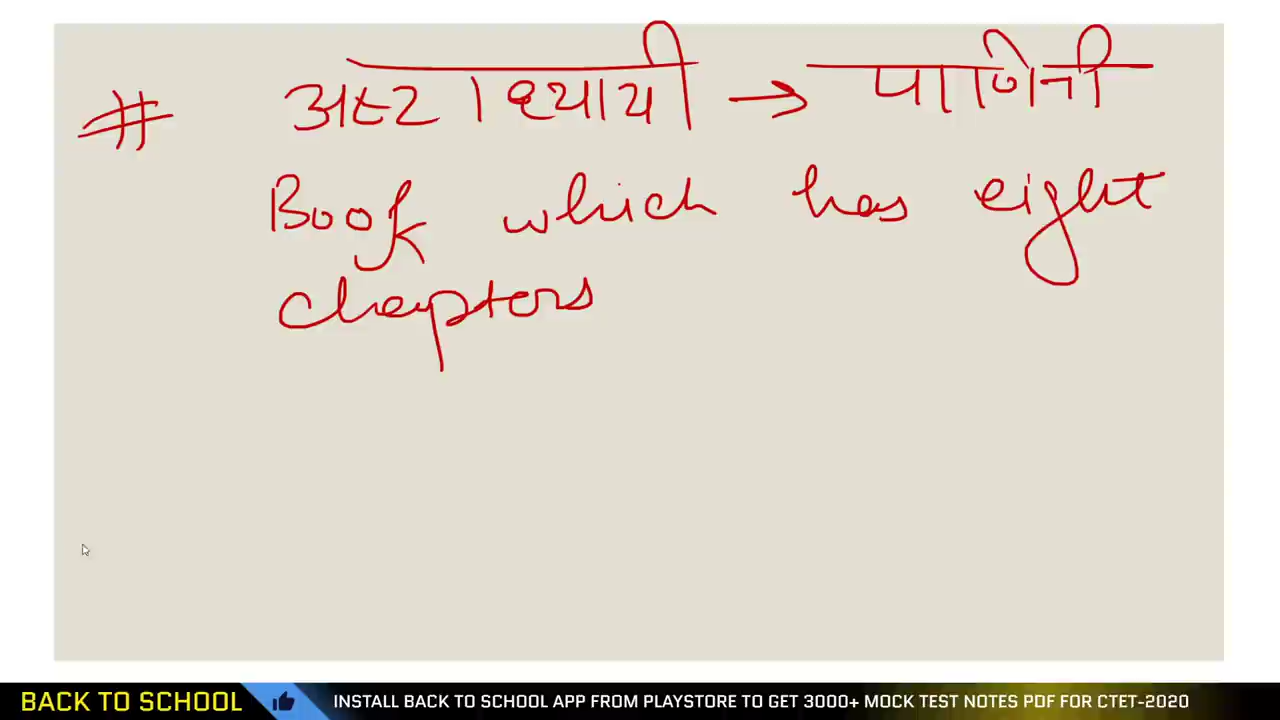 # अष्टाध्यायी → पाणिनी
Book which has eight
chapters
BACK TO SCHOOL
INSTALL BACK TO SCHOOL APP FROM PLAYSTORE TO GET 3000+ MOCK TEST NOTES PDF FOR CTET-2020